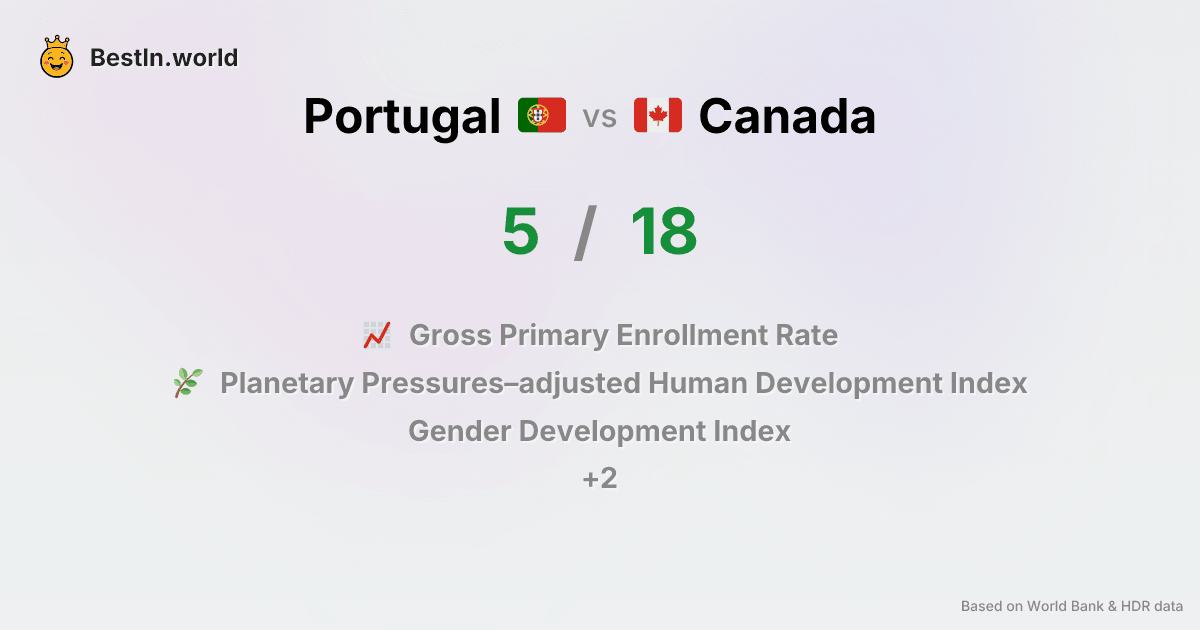 BestIn.world
Portugal vs Canada
5 / 18
Gross Primary Enrollment Rate
Planetary Pressures–adjusted Human Development Index
Gender Development Index
+2
Based on World Bank & HDR data